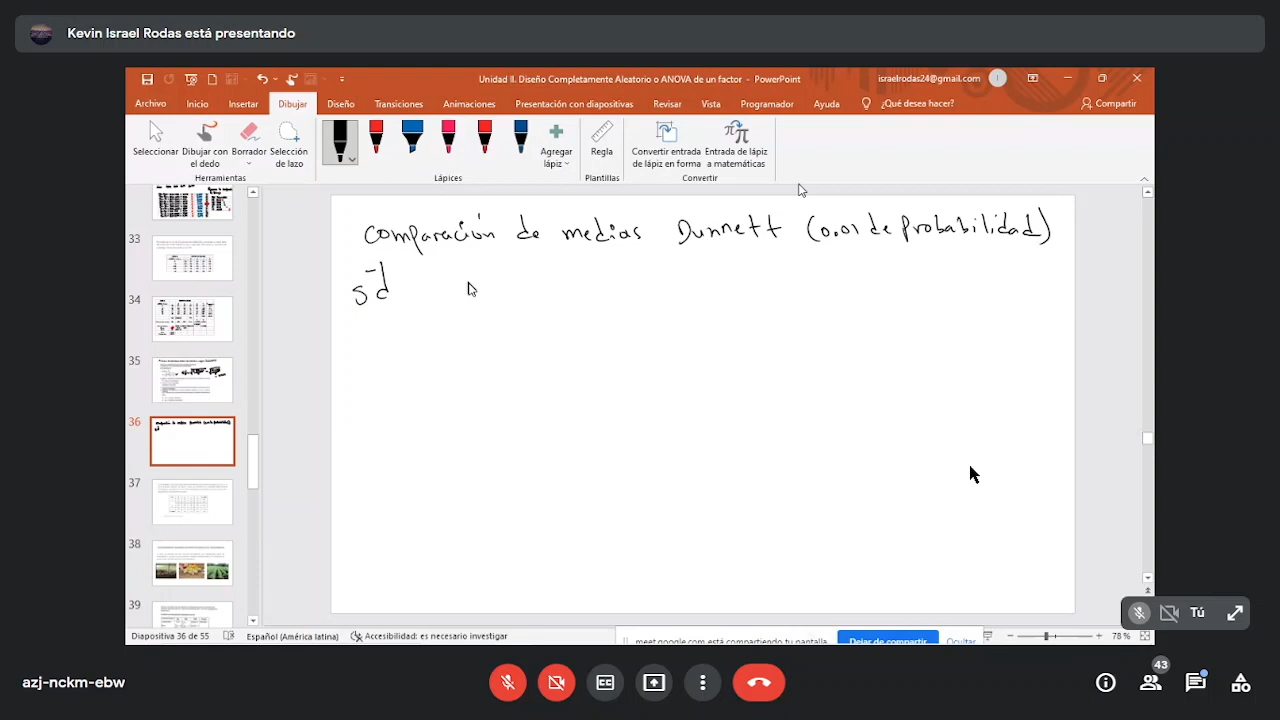 Kevin Israel Rodas está presentando
Unidad II. Diseño Completamente Aleatorio o ANOVA de un factor - PowerPoint
israelrodas24@gmail.com
I
Archivo Inicio Insertar Dibujar Diseño Transiciones Animaciones Presentación con diapositivas Revisar Vista Programador Ayuda ¿Qué desea hacer? Compartir
Seleccionar
Dibujar con el dedo
Borrador
Selección de lazo
Agregar lápiz
Regla
Convertir entrada de lápiz en forma
Entrada de lápiz a matemáticas
Herramientas Lápices Plantillas Convertir
33
34
35
36
37
38
39
Comparación de medias Dunnett (0.01 de probabilidad)
sd̄
Diapositiva 36 de 55 Español (América latina) Accesibilidad: es necesario investigar
meet.google.com está compartiendo tu pantalla. Dejar de compartir Ocultar
78 %
Tú
azj-nckm-ebw
43